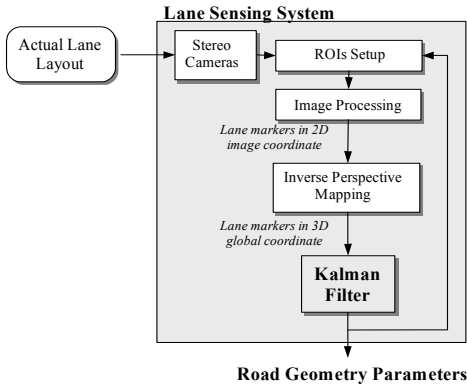 Lane Sensing System
Actual Lane
Layout
Stereo
Cameras
ROIs Setup
Image Processing
Lane markers in 2D
image coordinate
Inverse Perspective
Mapping
Lane markers in 3D
global coordinate
Kalman
Filter
Road Geometry Parameters